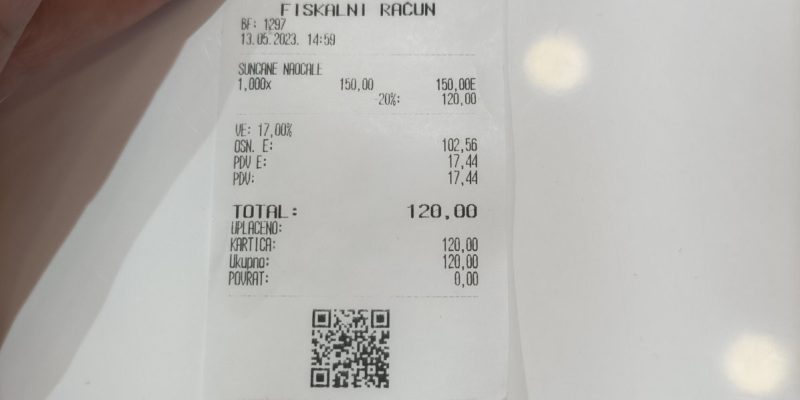 FISKALNI RAČUN
BF: 1297
13.05.2023. 14:59
SUNCANE NAOCALE
1,000x 150,00 150,00E
-20%: 120,00
VE: 17,00%
OSN. E: 102,56
PDV E: 17,44
PDV: 17,44
TOTAL: 120,00
UPLACENO:
KARTICA: 120,00
Ukupno: 120,00
POVRAT: 0,00